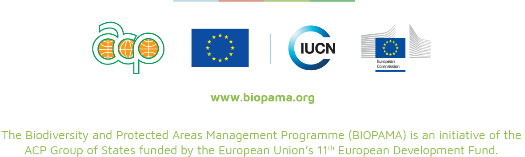 acp
IUCN
European
Commission
www.biopama.org
The Biodiversity and Protected Areas Management Programme (BIOPAMA) is an initiative of the
ACP Group of States funded by the European Union's 11th European Development Fund.